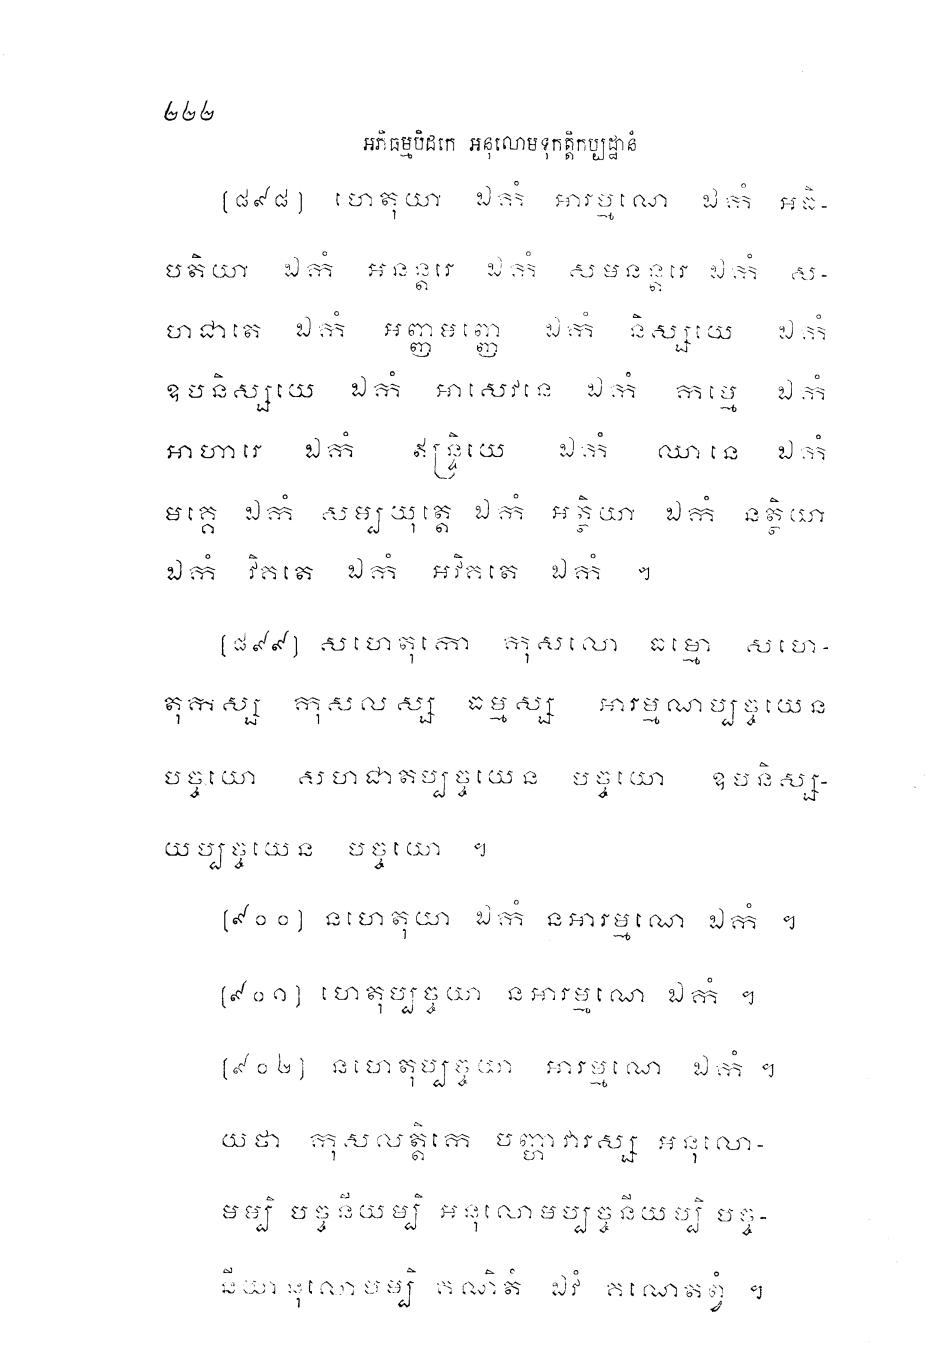 ២២២
អភិធម្មបិដកេ អនុលោមទុកត្តិកប្បដ្ឋានំ
[៨៩៨] ហេតុយា ឯកំ អារម្មណេ ឯកំ អធិ-
បតិយា ឯកំ អនន្តរេ ឯកំ សមនន្តរេ ឯកំ ស-
ហជាតេ ឯកំ អញ្ញមញ្ញេ ឯកំ និស្សយេ ឯកំ
ឧបនិស្សយេ ឯកំ អាសេវនេ ឯកំ កម្មេ ឯកំ
អាហារេ ឯកំ ឥន្ទ្រិយេ ឯកំ ឈានេ ឯកំ
មគ្គេ ឯកំ សម្បយុត្តេ ឯកំ អត្ថិយា ឯកំ នត្ថិយា
ឯកំ វិគតេ ឯកំ អវិគតេ ឯកំ ។
[៨៩៩] សហេតុកោ កុសលោ ធម្មោ សហេ-
តុកស្ស កុសលស្ស ធម្មស្ស អារម្មណប្បច្ចយេន
បច្ចយោ សហជាតប្បច្ចយេន បច្ចយោ ឧបនិស្ស-
យប្បច្ចយេន បច្ចយោ ។
[៩០០] នហេតុយា ឯកំ នអារម្មណេ ឯកំ ។
[៩០១] ហេតុប្បច្ចយា នអារម្មណេ ឯកំ ។
[៩០២] នហេតុប្បច្ចយា អារម្មណេ ឯកំ ។
យថា កុសលត្តិកេ បញ្ហាវារស្ស អនុលោ-
មម្បិ បច្ចនីយម្បិ អនុលោមប្បច្ចនីយម្បិ បច្ច-
នីយានុលោមម្បិ គណិតំ ឯវំ គណេតព្វំ ។